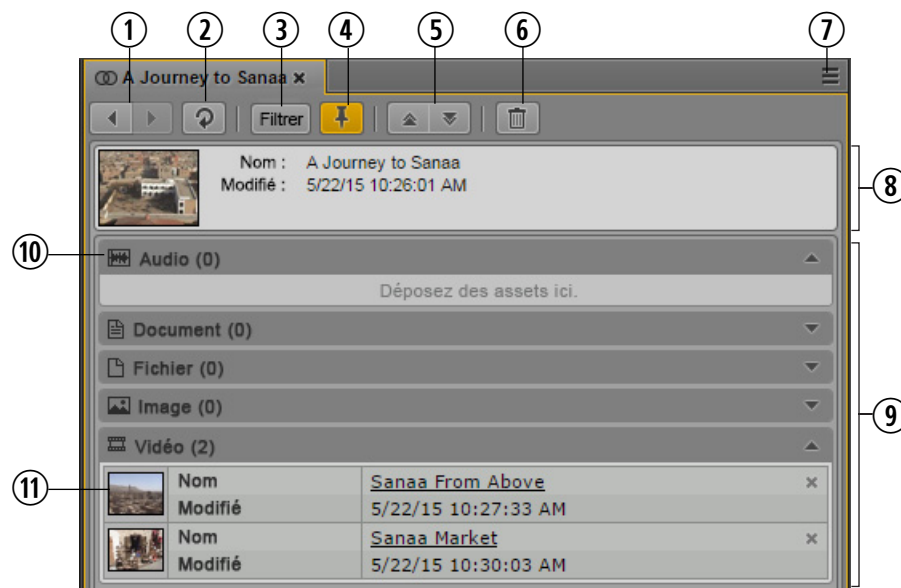 1 2 3 4 5 6 7
A Journey to Sanaa ×
Filtrer
Nom : A Journey to Sanaa
Modifié : 5/22/15 10:26:01 AM
8
10
Audio (0)
Déposez des assets ici.
Document (0)
Fichier (0)
Image (0)
9
Vidéo (2)
11
Nom Sanaa From Above ×
Modifié 5/22/15 10:27:33 AM
Nom Sanaa Market ×
Modifié 5/22/15 10:30:03 AM